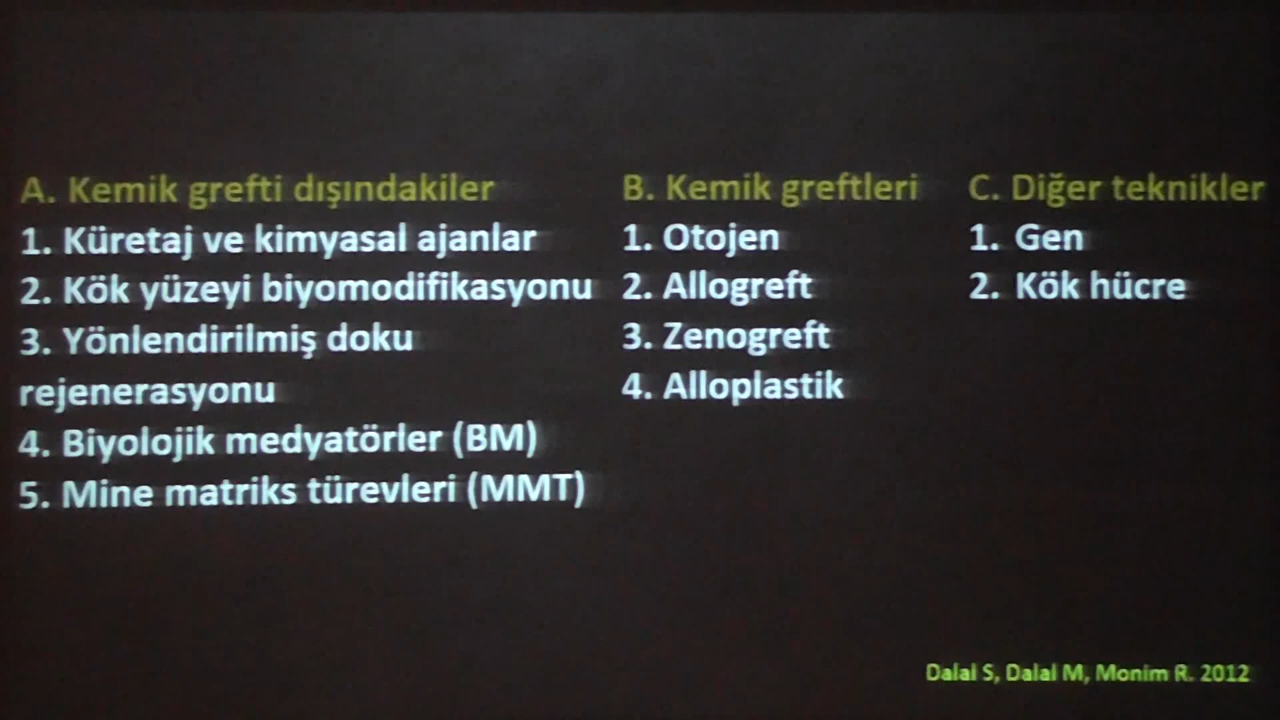 A. Kemik grefti dışındakiler
1. Küretaj ve kimyasal ajanlar
2. Kök yüzeyi biyomodifikasyonu
3. Yönlendirilmiş doku
rejenerasyonu
4. Biyolojik medyatörler (BM)
5. Mine matriks türevleri (MMT)
B. Kemik greftleri
1. Otojen
2. Allogreft
3. Zenogreft
4. Alloplastik
C. Diğer teknikler
1. Gen
2. Kök hücre
Dalal S, Dalal M, Monim R. 2012